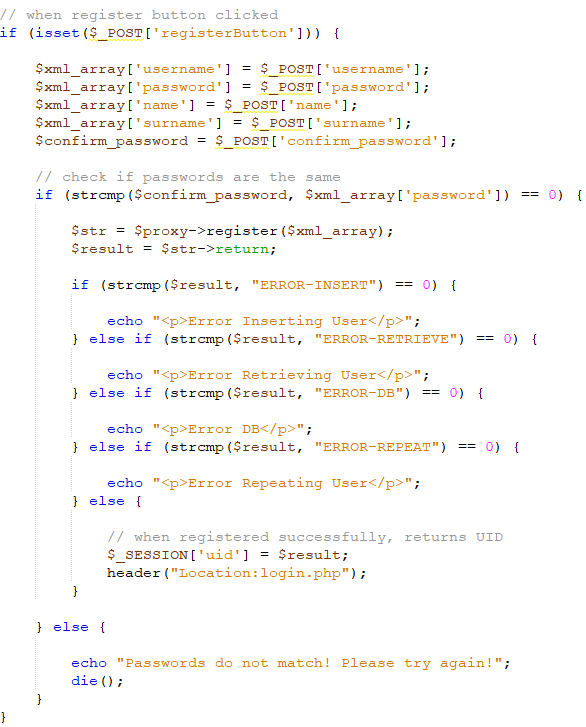 // when register button clicked
if (isset($_POST['registerButton'])) {
$xml_array['username'] = $_POST['username'];
$xml_array['password'] = $_POST['password'];
$xml_array['name'] = $_POST['name'];
$xml_array['surname'] = $_POST['surname'];
$confirm_password = $_POST['confirm_password'];
// check if passwords are the same
if (strcmp($confirm_password, $xml_array['password']) == 0) {
$str = $proxy->register($xml_array);
$result = $str->return;
if (strcmp($result, "ERROR-INSERT") == 0) {
echo "<p>Error Inserting User</p>";
} else if (strcmp($result, "ERROR-RETRIEVE") == 0) {
echo "<p>Error Retrieving User</p>";
} else if (strcmp($result, "ERROR-DB") == 0) {
echo "<p>Error DB</p>";
} else if (strcmp($result, "ERROR-REPEAT") == 0) {
echo "<p>Error Repeating User</p>";
} else {
// when registered successfully, returns UID
$_SESSION['uid'] = $result;
header("Location:login.php");
}
} else {
echo "Passwords do not match! Please try again!";
die();
}
}